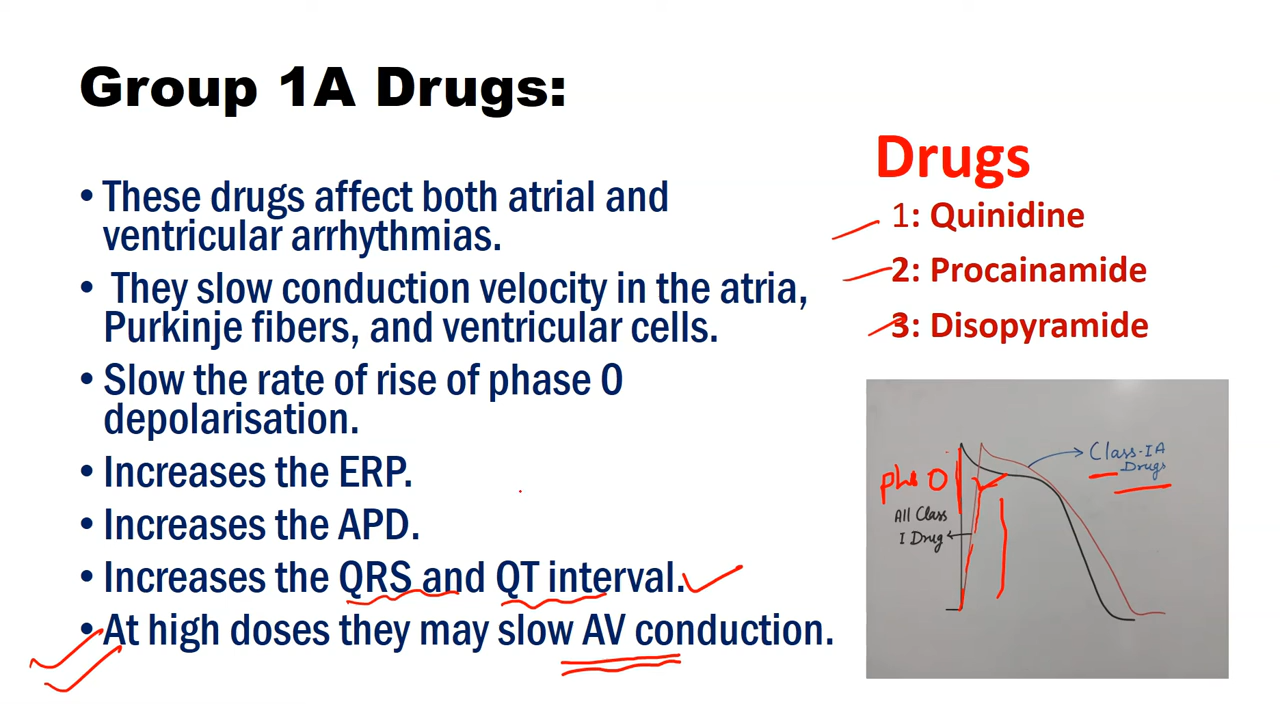 Group 1A Drugs:
• These drugs affect both atrial and
ventricular arrhythmias.
• They slow conduction velocity in the atria,
Purkinje fibers, and ventricular cells.
• Slow the rate of rise of phase 0
depolarisation.
• Increases the ERP.
• Increases the APD.
• Increases the QRS and QT interval.
• At high doses they may slow AV conduction.
Drugs
1: Quinidine
2: Procainamide
3: Disopyramide
Class-IA
Drugs
0
All Class
I Drug